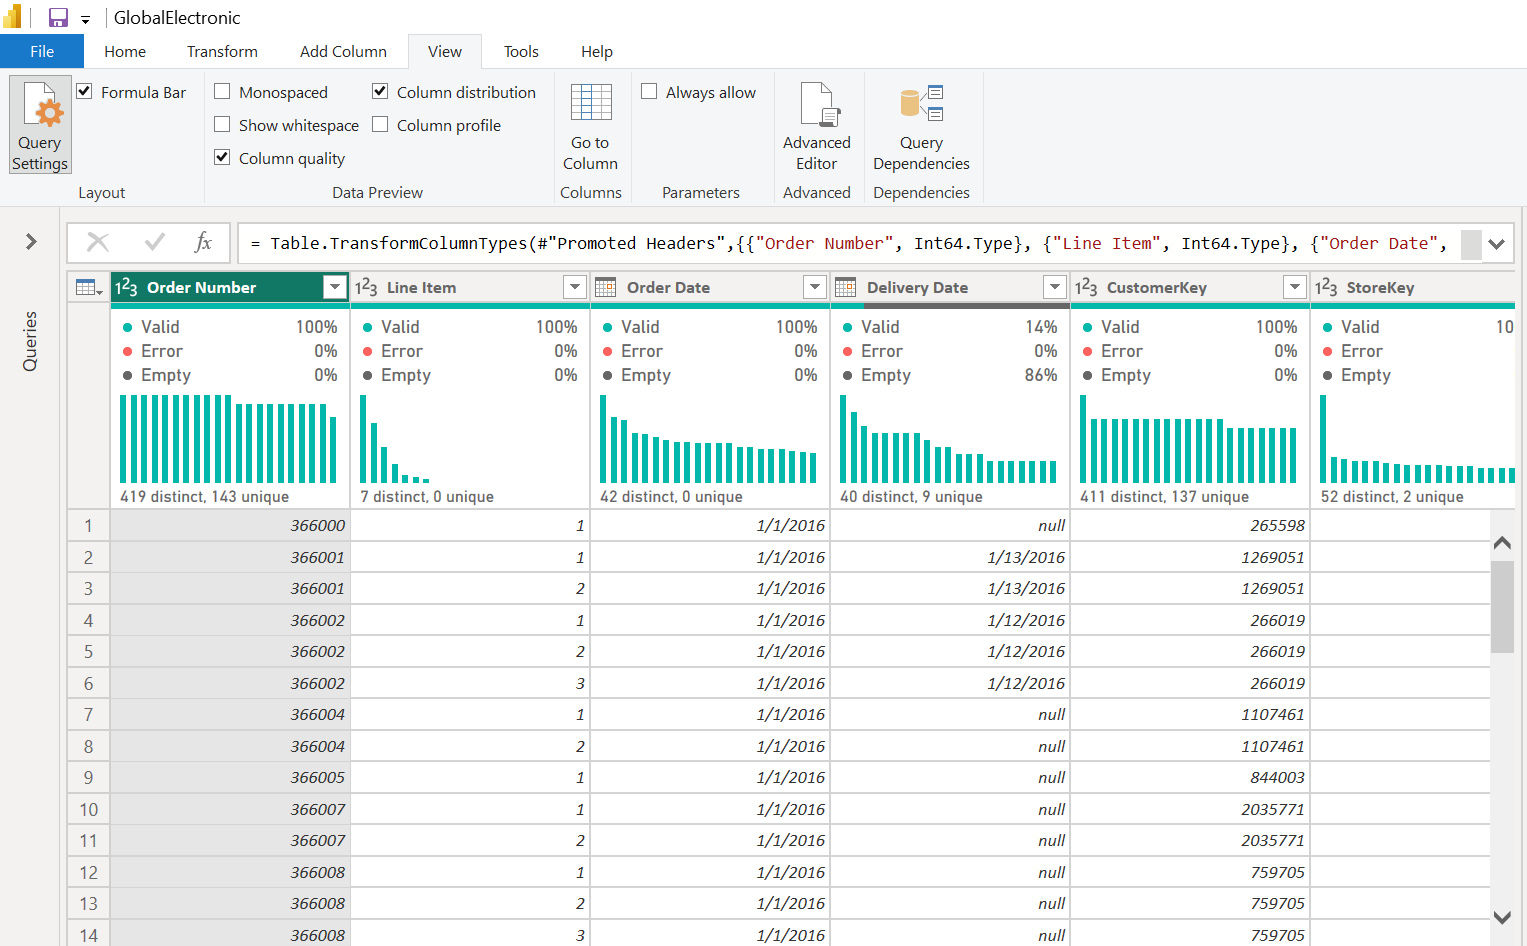 GlobalElectronic
File Home Transform Add Column View Tools Help
Query Settings
Formula Bar
Layout
Monospaced
Show whitespace
Column quality
Column distribution
Column profile
Data Preview
Go to Column
Columns
Always allow
Parameters
Advanced Editor
Advanced
Query Dependencies
Dependencies
Queries
fx = Table.TransformColumnTypes(#"Promoted Headers",{{"Order Number", Int64.Type}, {"Line Item", Int64.Type}, {"Order Date",
123 Order Number 123 Line Item Order Date Delivery Date 123 CustomerKey 123 StoreKey
Valid 100% Valid 100% Valid 100% Valid 14% Valid 100% Valid 10
Error 0% Error 0% Error 0% Error 0% Error 0% Error
Empty 0% Empty 0% Empty 0% Empty 86% Empty 0% Empty
419 distinct, 143 unique 7 distinct, 0 unique 42 distinct, 0 unique 40 distinct, 9 unique 411 distinct, 137 unique 52 distinct, 2 unique
1 366000 1 1/1/2016 null 265598
2 366001 1 1/1/2016 1/13/2016 1269051
3 366001 2 1/1/2016 1/13/2016 1269051
4 366002 1 1/1/2016 1/12/2016 266019
5 366002 2 1/1/2016 1/12/2016 266019
6 366002 3 1/1/2016 1/12/2016 266019
7 366004 1 1/1/2016 null 1107461
8 366004 2 1/1/2016 null 1107461
9 366005 1 1/1/2016 null 844003
10 366007 1 1/1/2016 null 2035771
11 366007 2 1/1/2016 null 2035771
12 366008 1 1/1/2016 null 759705
13 366008 2 1/1/2016 null 759705
14 366008 3 1/1/2016 null 759705